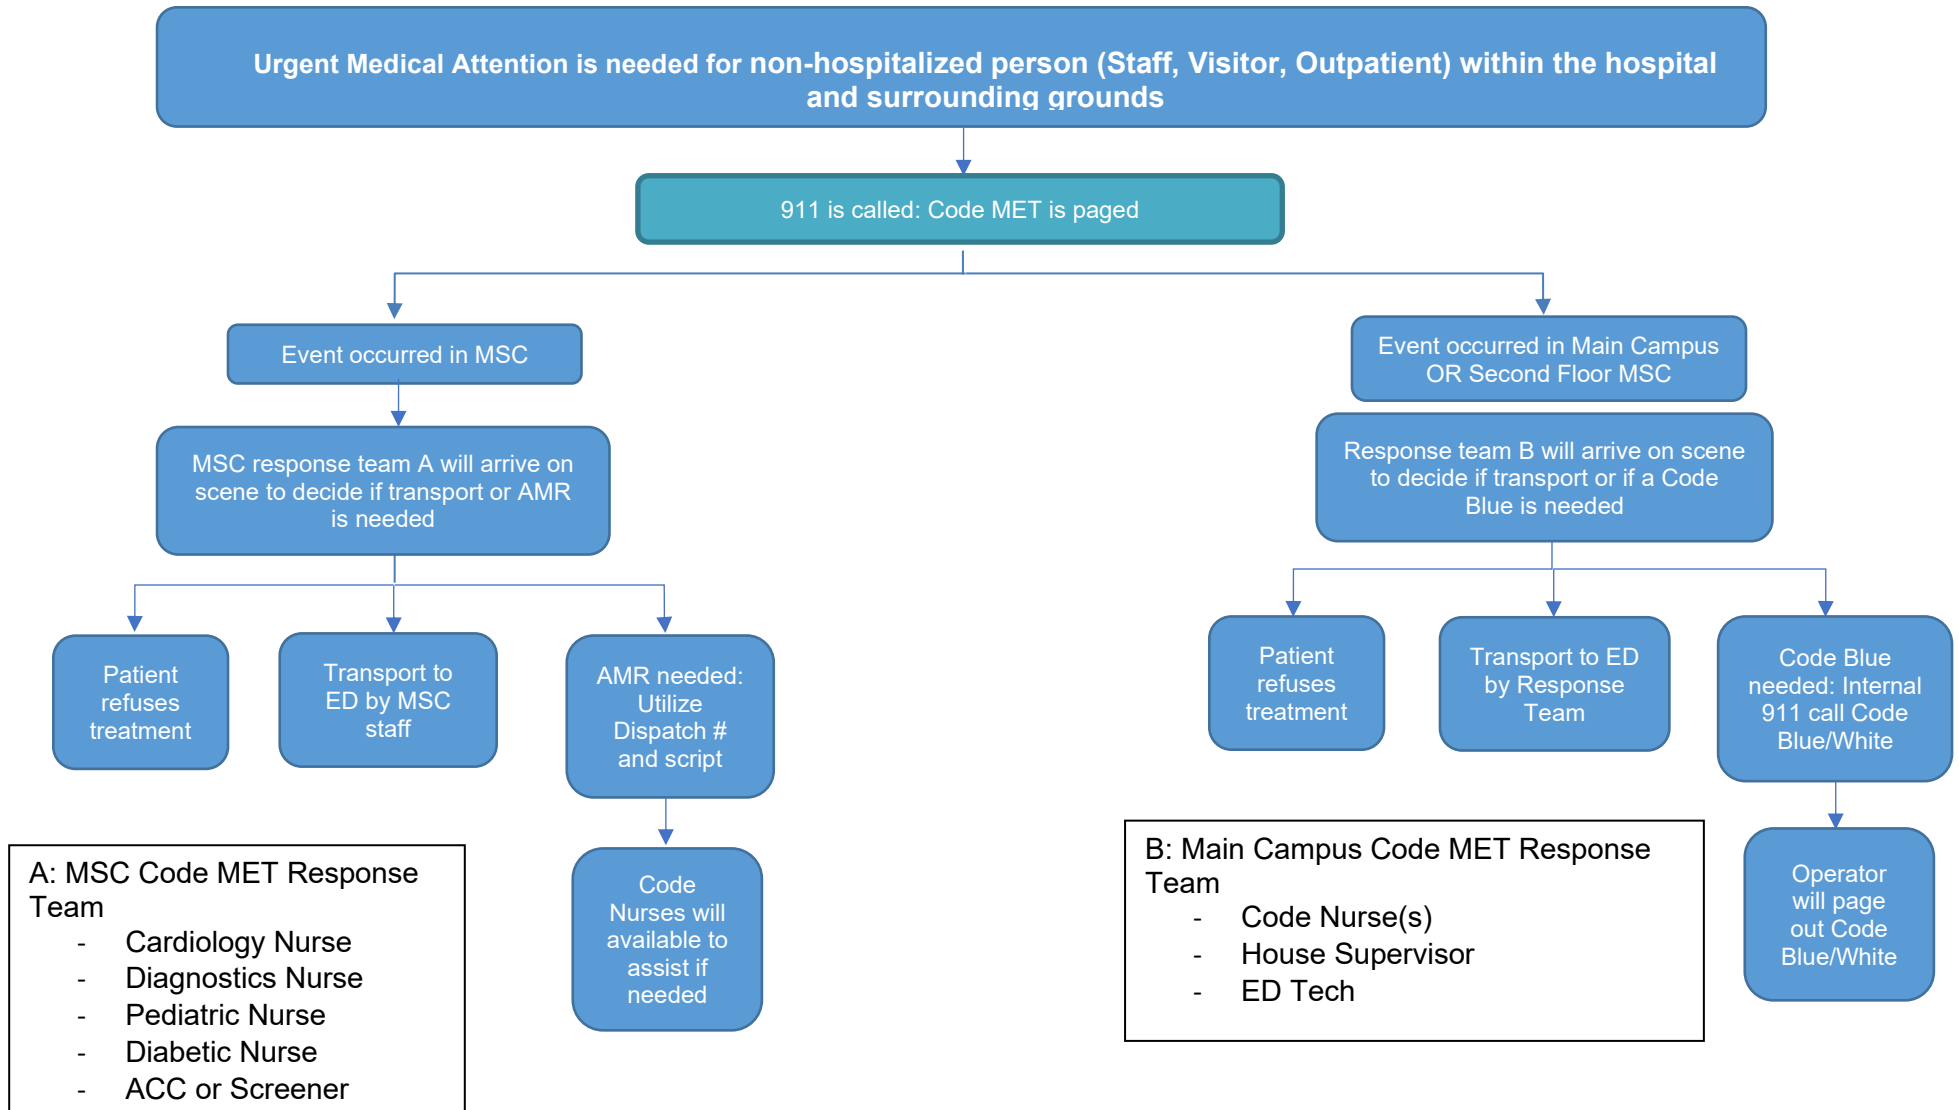 Urgent Medical Attention is needed for non-hospitalized person (Staff, Visitor, Outpatient) within the hospital
and surrounding grounds
911 is called: Code MET is paged
Event occurred in MSC
Event occurred in Main Campus
OR Second Floor MSC
MSC response team A will arrive on
scene to decide if transport or AMR
is needed
Response team B will arrive on scene
to decide if transport or if a Code
Blue is needed
Patient
refuses
treatment
Transport to
ED by MSC
staff
AMR needed:
Utilize
Dispatch #
and script
Code
Nurses will
available to
assist if
needed
Patient
refuses
treatment
Transport to ED
by Response
Team
Code Blue
needed: Internal
911 call Code
Blue/White
Operator
will page
out Code
Blue/White
A: MSC Code MET Response
Team
- Cardiology Nurse
- Diagnostics Nurse
- Pediatric Nurse
- Diabetic Nurse
- ACC or Screener
B: Main Campus Code MET Response
Team
- Code Nurse(s)
- House Supervisor
- ED Tech